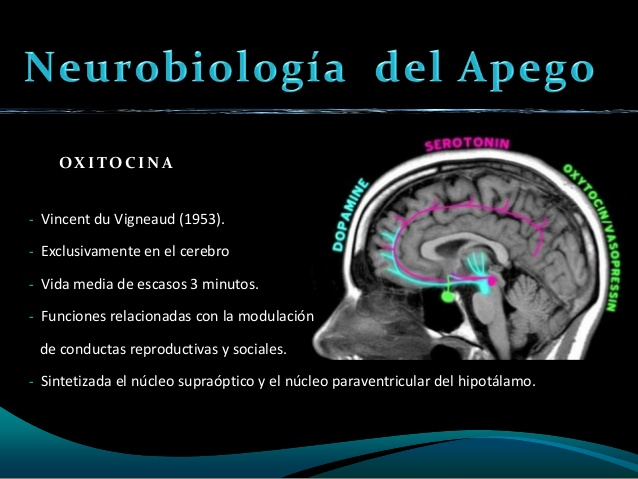 Neurobiología del Apego
OXITOCINA
SEROTONIN
DOPAMINE
OXYTOCIN/VASOPRESSIN
- Vincent du Vigneaud (1953).
- Exclusivamente en el cerebro
- Vida media de escasos 3 minutos.
- Funciones relacionadas con la modulación
de conductas reproductivas y sociales.
- Sintetizada el núcleo supraóptico y el núcleo paraventricular del hipotálamo.